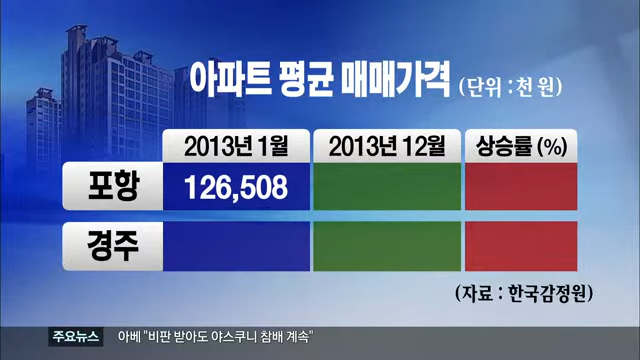 아파트 평균 매매가격 (단위 : 천 원)
2013년 1월 2013년 12월 상승률 (%)
포항 126,508
경주
(자료 : 한국감정원)
주요뉴스 아베 "비판 받아도 야스쿠니 참배 계속"